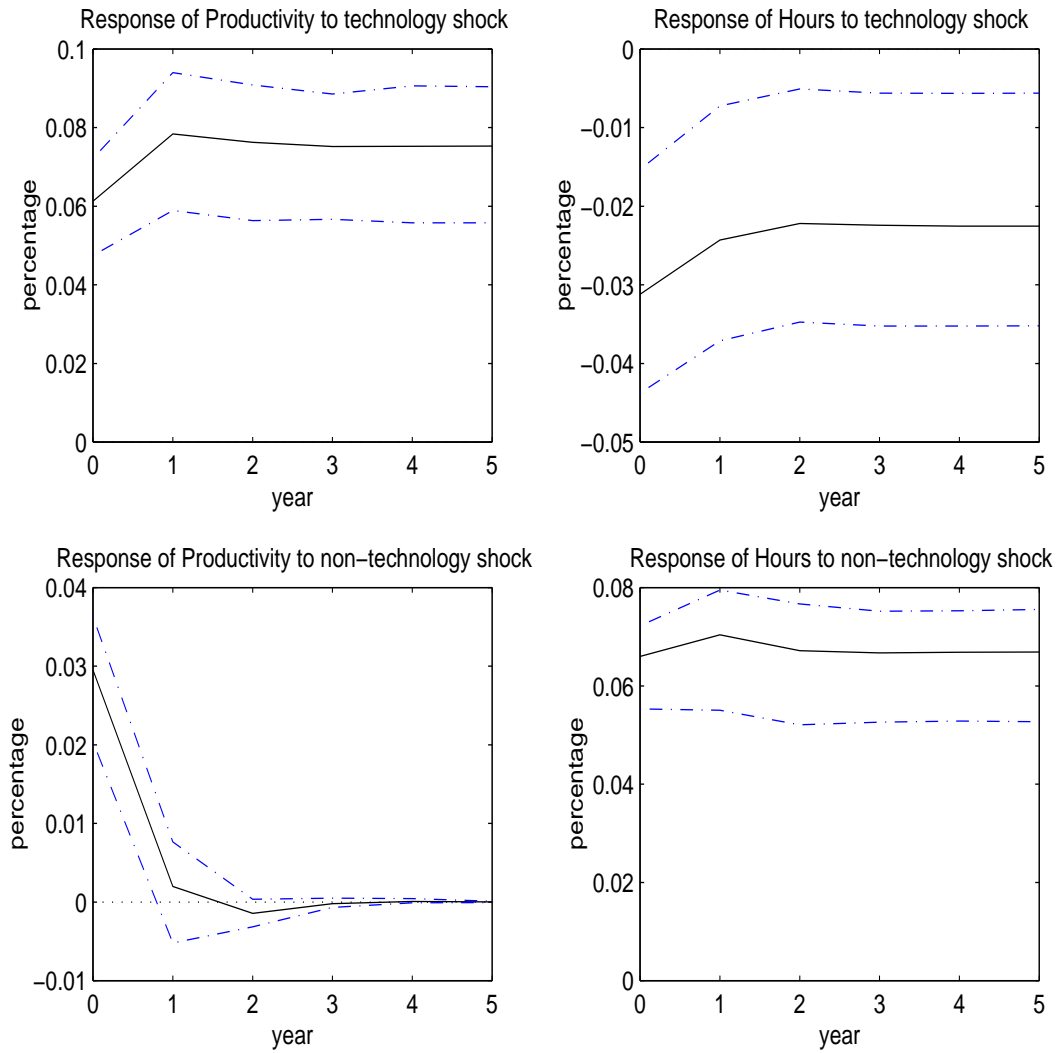 Response of Productivity to technology shock
0.1
0.08
0.06
0.04
0.02
0
percentage
0 1 2 3 4 5
year
Response of Hours to technology shock
0
−0.01
−0.02
−0.03
−0.04
−0.05
percentage
0 1 2 3 4 5
year
Response of Productivity to non−technology shock
0.04
0.03
0.02
0.01
0
−0.01
percentage
0 1 2 3 4 5
year
Response of Hours to non−technology shock
0.08
0.06
0.04
0.02
0
percentage
0 1 2 3 4 5
year